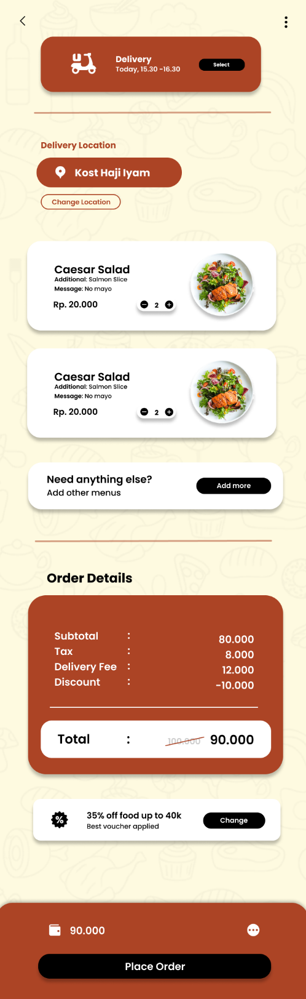 Delivery
Today, 15.30 -16.30
Select
Delivery Location
Kost Haji Iyam
Change Location
Caesar Salad
Additional: Salmon Slice
Message: No mayo
Rp. 20.000
2
Caesar Salad
Additional: Salmon Slice
Message: No mayo
Rp. 20.000
2
Need anything else?
Add other menus
Add more
Order Details
Subtotal : 80.000
Tax : 8.000
Delivery Fee : 12.000
Discount : -10.000
Total : 100.000 90.000
35% off food up to 40k
Best voucher applied
Change
90.000
Place Order